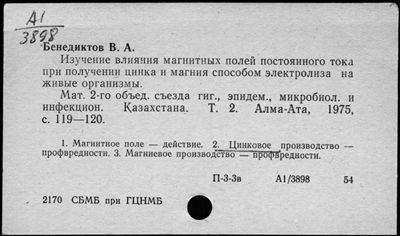 А1
3898
Бенедиктов В. А.
Изучение влияния магнитных полей постоянного тока
при получении цинка и магния способом электролиза на
живые организмы.
Мат. 2-го объед. съезда гиг., эпидем., микробиол. и
инфекцион. Казахстана. Т. 2. Алма-Ата, 1975,
с. 119—120.
1. Магнитное поле — действие. 2. Цинковое производство —
профвредности. 3. Магниевое производство — профвредности.
П-3-3в А1/3898 54
2170 СБМБ при ГЦНМБ